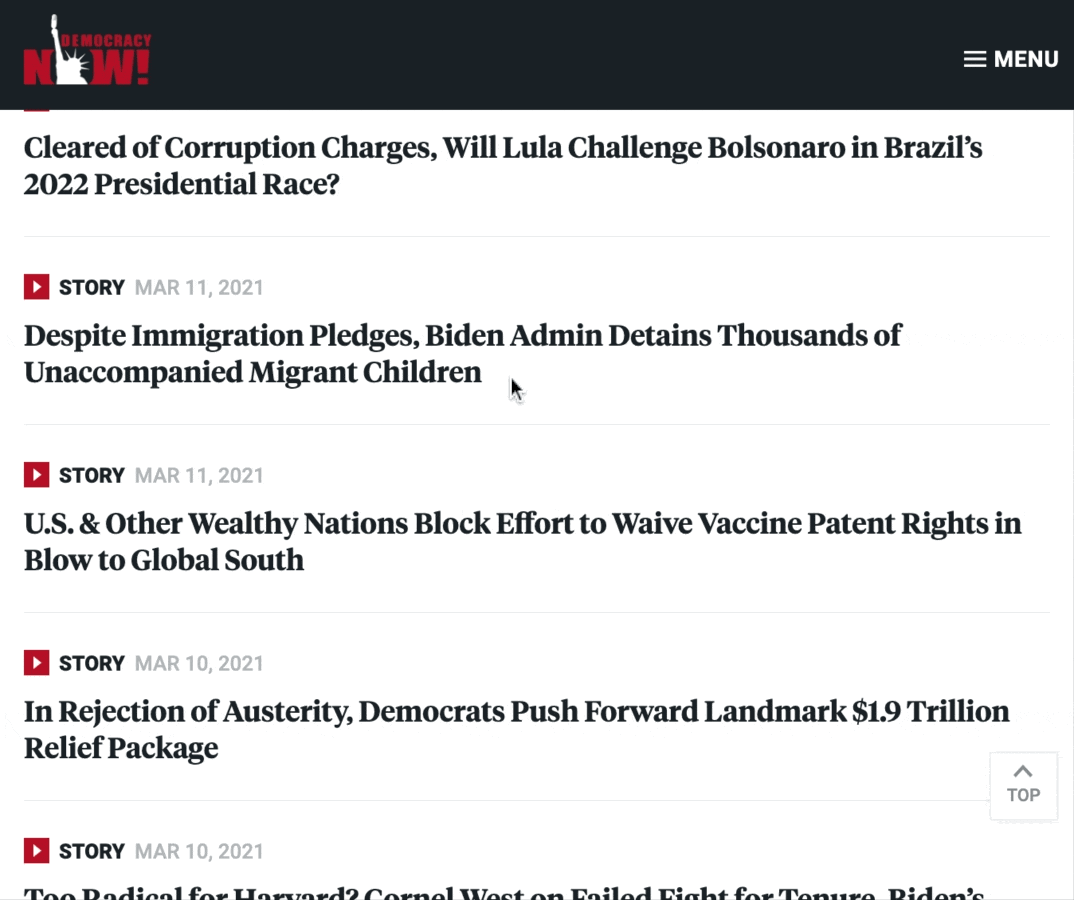 DEMOCRACY
NOW!
MENU
Cleared of Corruption Charges, Will Lula Challenge Bolsonaro in Brazil’s
2022 Presidential Race?
STORY MAR 11, 2021
Despite Immigration Pledges, Biden Admin Detains Thousands of
Unaccompanied Migrant Children
STORY MAR 11, 2021
U.S. & Other Wealthy Nations Block Effort to Waive Vaccine Patent Rights in
Blow to Global South
STORY MAR 10, 2021
In Rejection of Austerity, Democrats Push Forward Landmark $1.9 Trillion
Relief Package
TOP
STORY MAR 10, 2021
Too Radical for Harvard? Cornel West on Failed Fight for Tenure, Biden’s